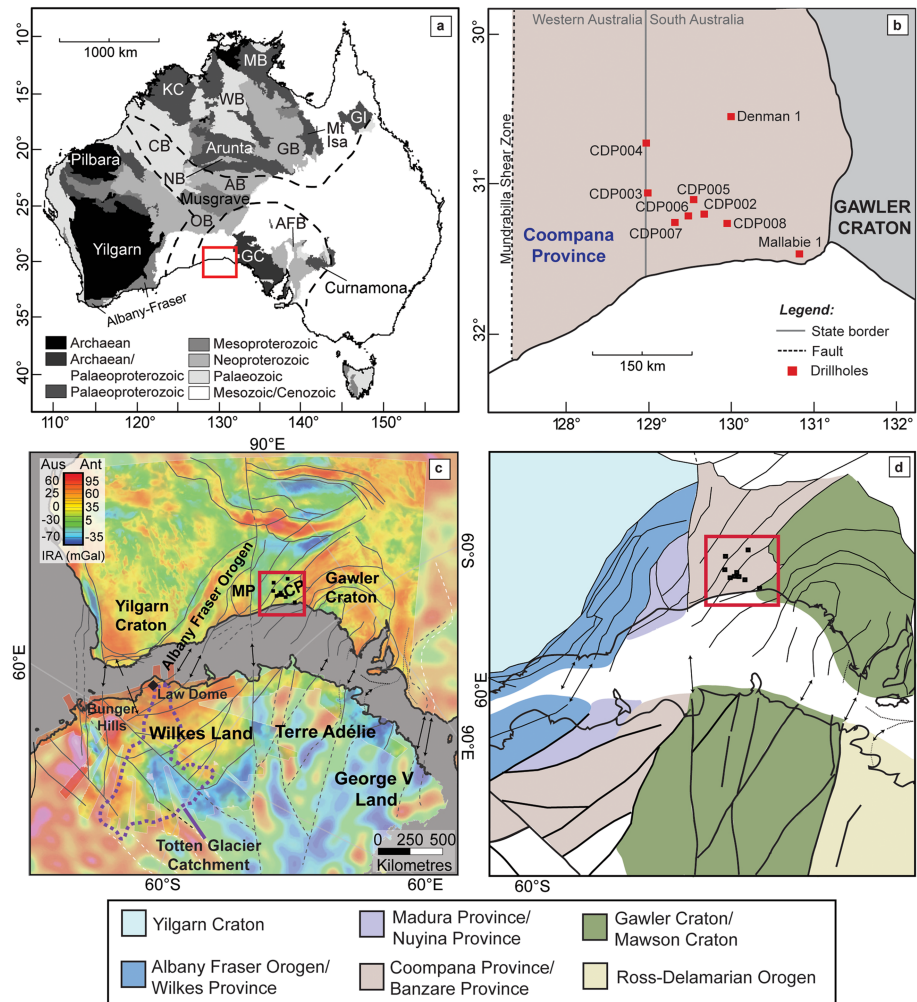 a
10°
15°
20°
25°
30°
35°
40°
1000 km
MB
KC
WB
GI
Mt
Isa
CB
Arunta
GB
Pilbara
NB
AB
Musgrave
OB
AFB
Yilgarn
GC
Curnamona
Albany-Fraser
Archaean
Archaean/
Palaeoproterozoic
Palaeoproterozoic
Mesoproterozoic
Neoproterozoic
Palaeozoic
Mesozoic/Cenozoic
110°
120°
130°
140°
150°
b
30°
31°
32°
Western Australia
South Australia
Mundrabilla Shear Zone
Denman 1
CDP004
CDP003
CDP005
CDP006
CDP002
CDP007
CDP008
Mallabie 1
Coompana
Province
GAWLER
CRATON
Legend:
State border
Fault
Drillholes
150 km
128°
129°
130°
131°
132°
90°E
c
Aus
Ant
60
25
0
-30
-70
95
60
35
5
-35
IRA (mGal)
Yilgarn
Craton
Albany Fraser Orogen
MP
CP
Gawler
Craton
60°E
Law Dome
Bunger
Hills
Wilkes Land
Terre Adélie
George V
Land
Totten Glacier
Catchment
0 250 500
Kilometres
60°S
60°E
d
60°S
60°E
90°E
60°S
Yilgarn Craton
Albany Fraser Orogen/
Wilkes Province
Madura Province/
Nuyina Province
Coompana Province/
Banzare Province
Gawler Craton/
Mawson Craton
Ross-Delamarian Orogen